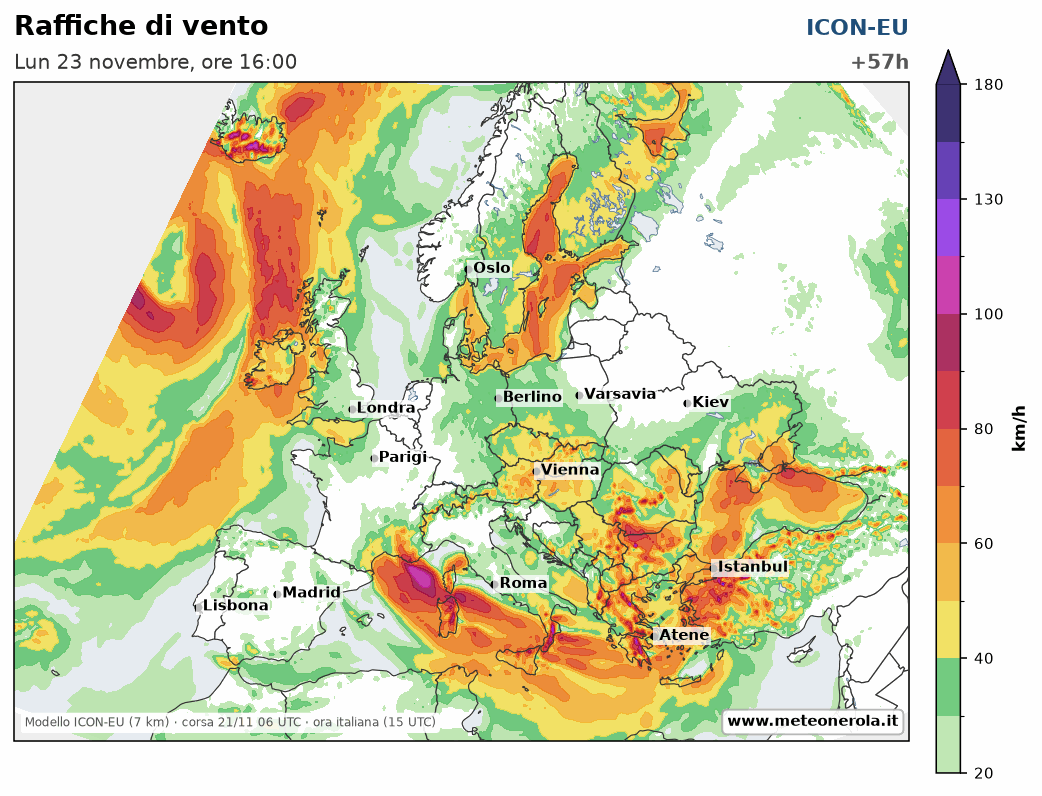 Raffiche di vento
ICON-EU
Lun 23 novembre, ore 16:00
+57h
180
130
100
80
60
40
20
km/h
Oslo
Berlino
Varsavia
Kiev
Londra
Parigi
Vienna
Istanbul
Roma
Madrid
Lisbona
Atene
Modello ICON-EU (7 km) · corsa 21/11 06 UTC · ora italiana (15 UTC)
www.meteonerola.it